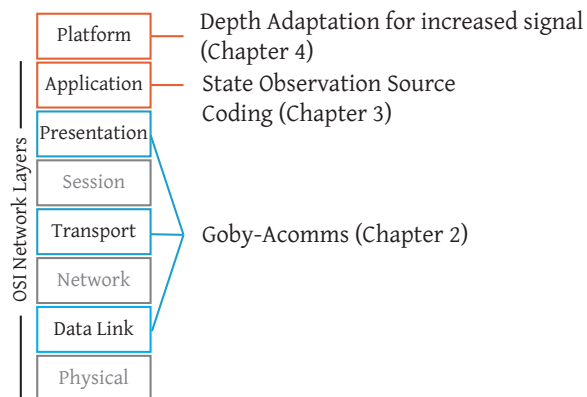 Platform
Depth Adaptation for increased signal
(Chapter 4)
Application
State Observation Source
Coding (Chapter 3)
Presentation
Session
Transport
Goby-Acomms (Chapter 2)
Network
Data Link
Physical
OSI Network Layers